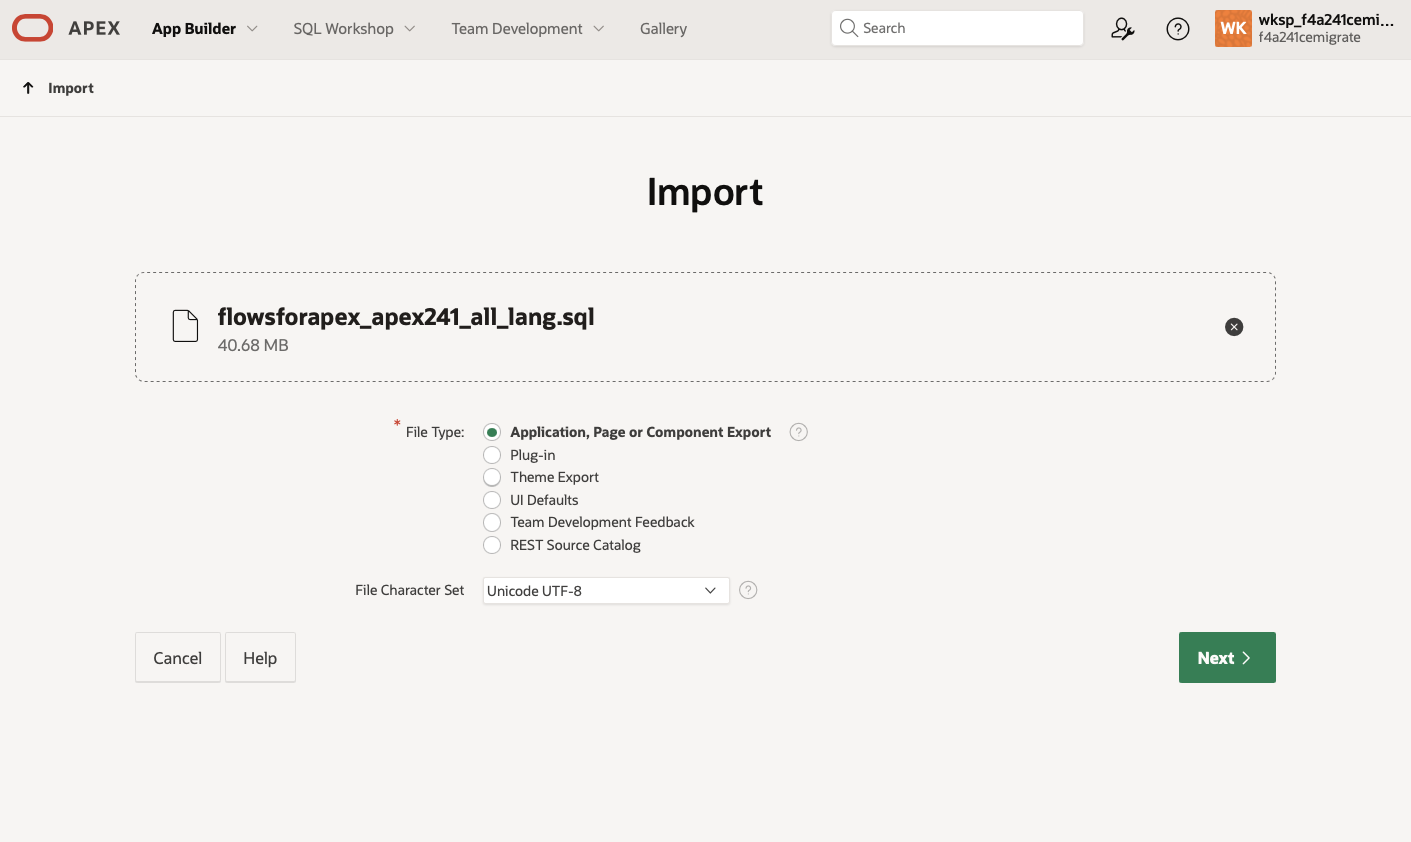 APEX App Builder SQL Workshop Team Development Gallery Search wksp_f4a241cemi...
WK f4a241cemigrate
Import
Import
flowsforapex_apex241_all_lang.sql
40.68 MB
* File Type: Application, Page or Component Export ?
Plug-in
Theme Export
UI Defaults
Team Development Feedback
REST Source Catalog
File Character Set Unicode UTF-8 ?
Cancel Help Next